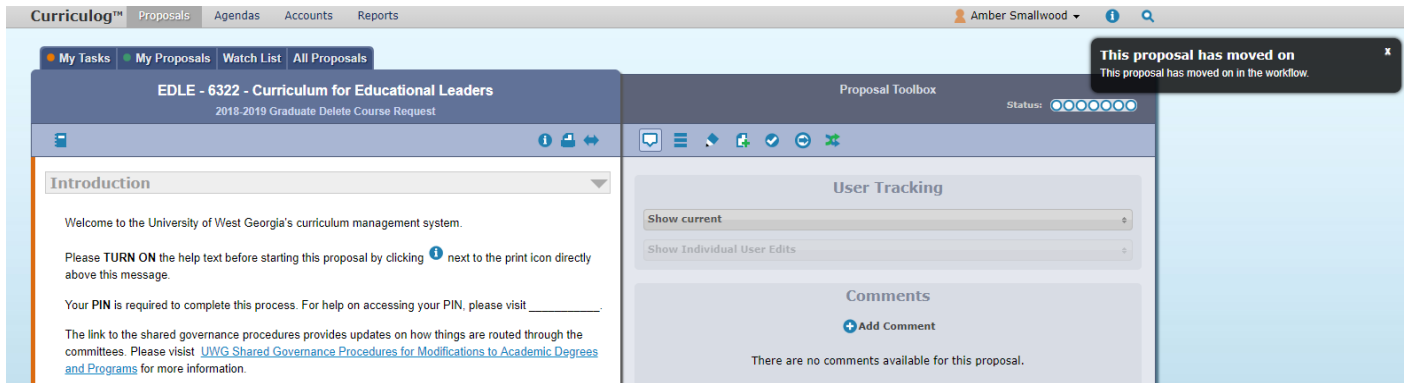 Curriculog™ Proposals Agendas Accounts Reports Amber Smallwood
My Tasks My Proposals Watch List All Proposals
This proposal has moved on x
This proposal has moved on in the workflow.
EDLE - 6322 - Curriculum for Educational Leaders
2018-2019 Graduate Delete Course Request
Proposal Toolbox
Status:
Introduction
Welcome to the University of West Georgia's curriculum management system.
Please TURN ON the help text before starting this proposal by clicking i next to the print icon directly
above this message.
Your PIN is required to complete this process. For help on accessing your PIN, please visit ___________.
The link to the shared governance procedures provides updates on how things are routed through the
committees. Please visist UWG Shared Governance Procedures for Modifications to Academic Degrees
and Programs for more information.
User Tracking
Show current
Show Individual User Edits
Comments
Add Comment
There are no comments available for this proposal.